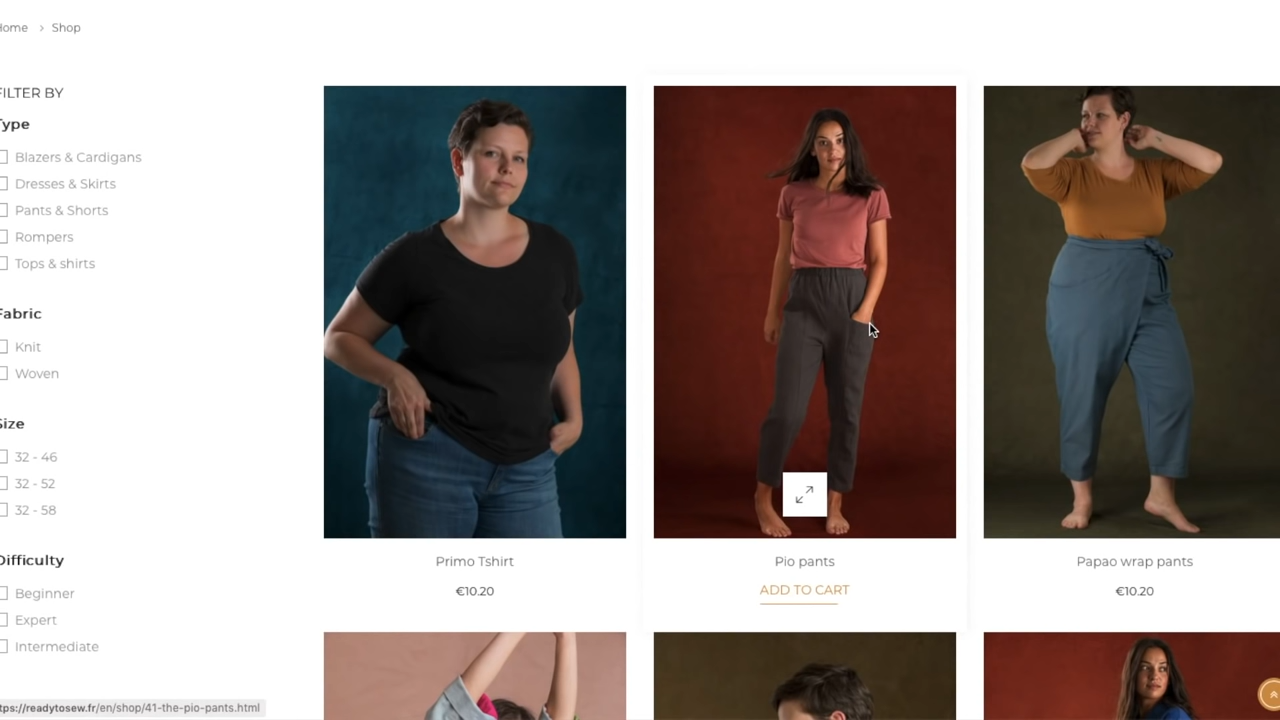 Home > Shop
FILTER BY
Type
Blazers & Cardigans
Dresses & Skirts
Pants & Shorts
Rompers
Tops & shirts
Fabric
Knit
Woven
Size
32 - 46
32 - 52
32 - 58
Difficulty
Beginner
Expert
Intermediate
Primo Tshirt
€10.20
Pio pants
ADD TO CART
Papao wrap pants
€10.20
tps://readytosew.fr/en/shop/41-the-pio-pants.html